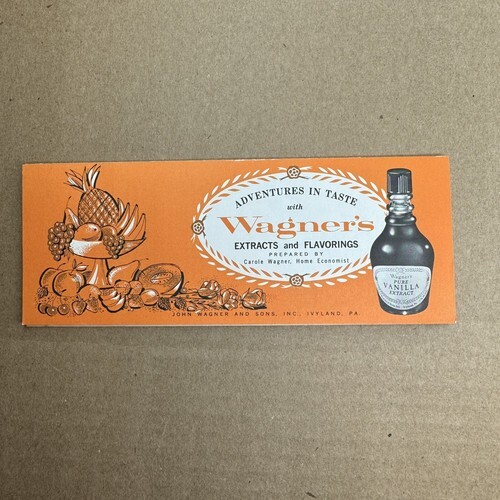 ADVENTURES IN TASTE
with
Wagner's
EXTRACTS and FLAVORINGS
PREPARED BY
Carole Wagner, Home Economist
JOHN WAGNER AND SONS, INC., IVYLAND, PA.
Wagner's
PURE
VANILLA
EXTRACT